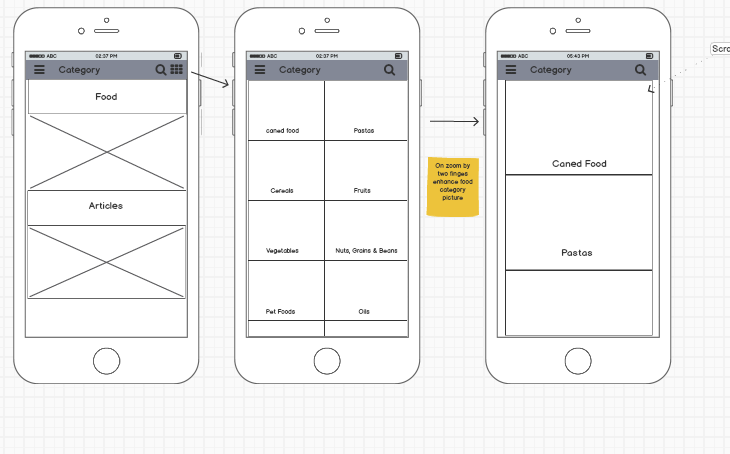 ABC 02:37 PM
Category
Food
Articles
ABC 02:37 PM
Category
caned food Pastas
Cereals Fruits
Vegetables Nuts, Grains & Beans
Pet Foods Oils
On zoom by
two finges
enhance food
category
picture
ABC 05:43 PM
Category
Caned Food
Pastas